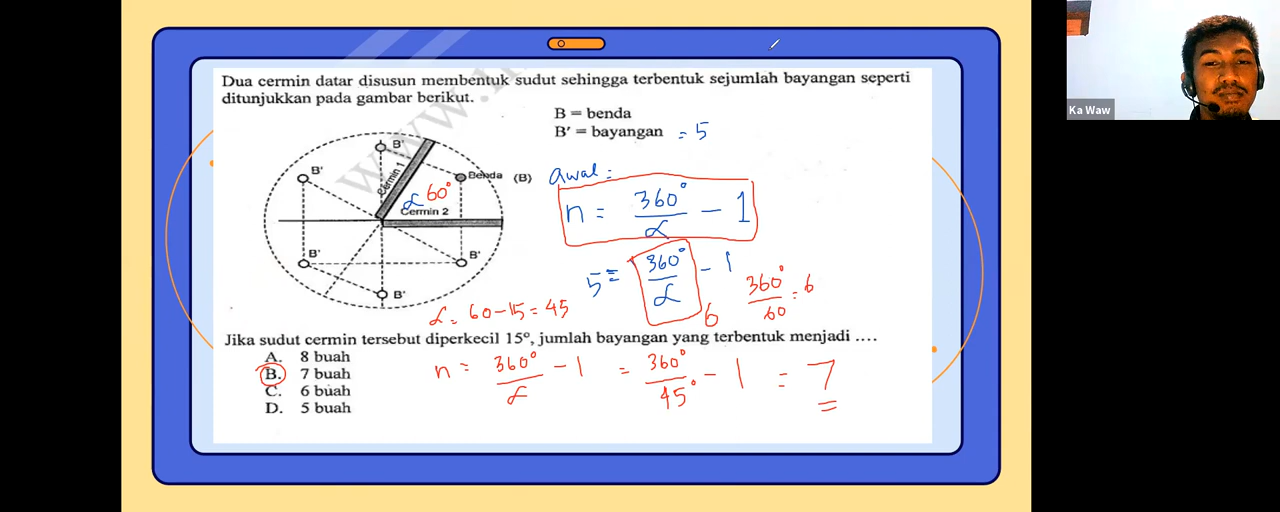 Dua cermin datar disusun membentuk sudut sehingga terbentuk sejumlah bayangan seperti
ditunjukkan pada gambar berikut.
B = benda
B' = bayangan = 5
B'
B'
Cermin 1
Benda (B)
α 60°
Cermin 2
B'
B'
B'
www.
awal :
n = 360°/α - 1
5 = 360°/α - 1
6
360°/60 = 6
α = 60-15 = 45
Jika sudut cermin tersebut diperkecil 15°, jumlah bayangan yang terbentuk menjadi ....
A. 8 buah
B. 7 buah
C. 6 buah
D. 5 buah
n = 360°/α - 1 = 360°/45° - 1 = 7
Ka Waw